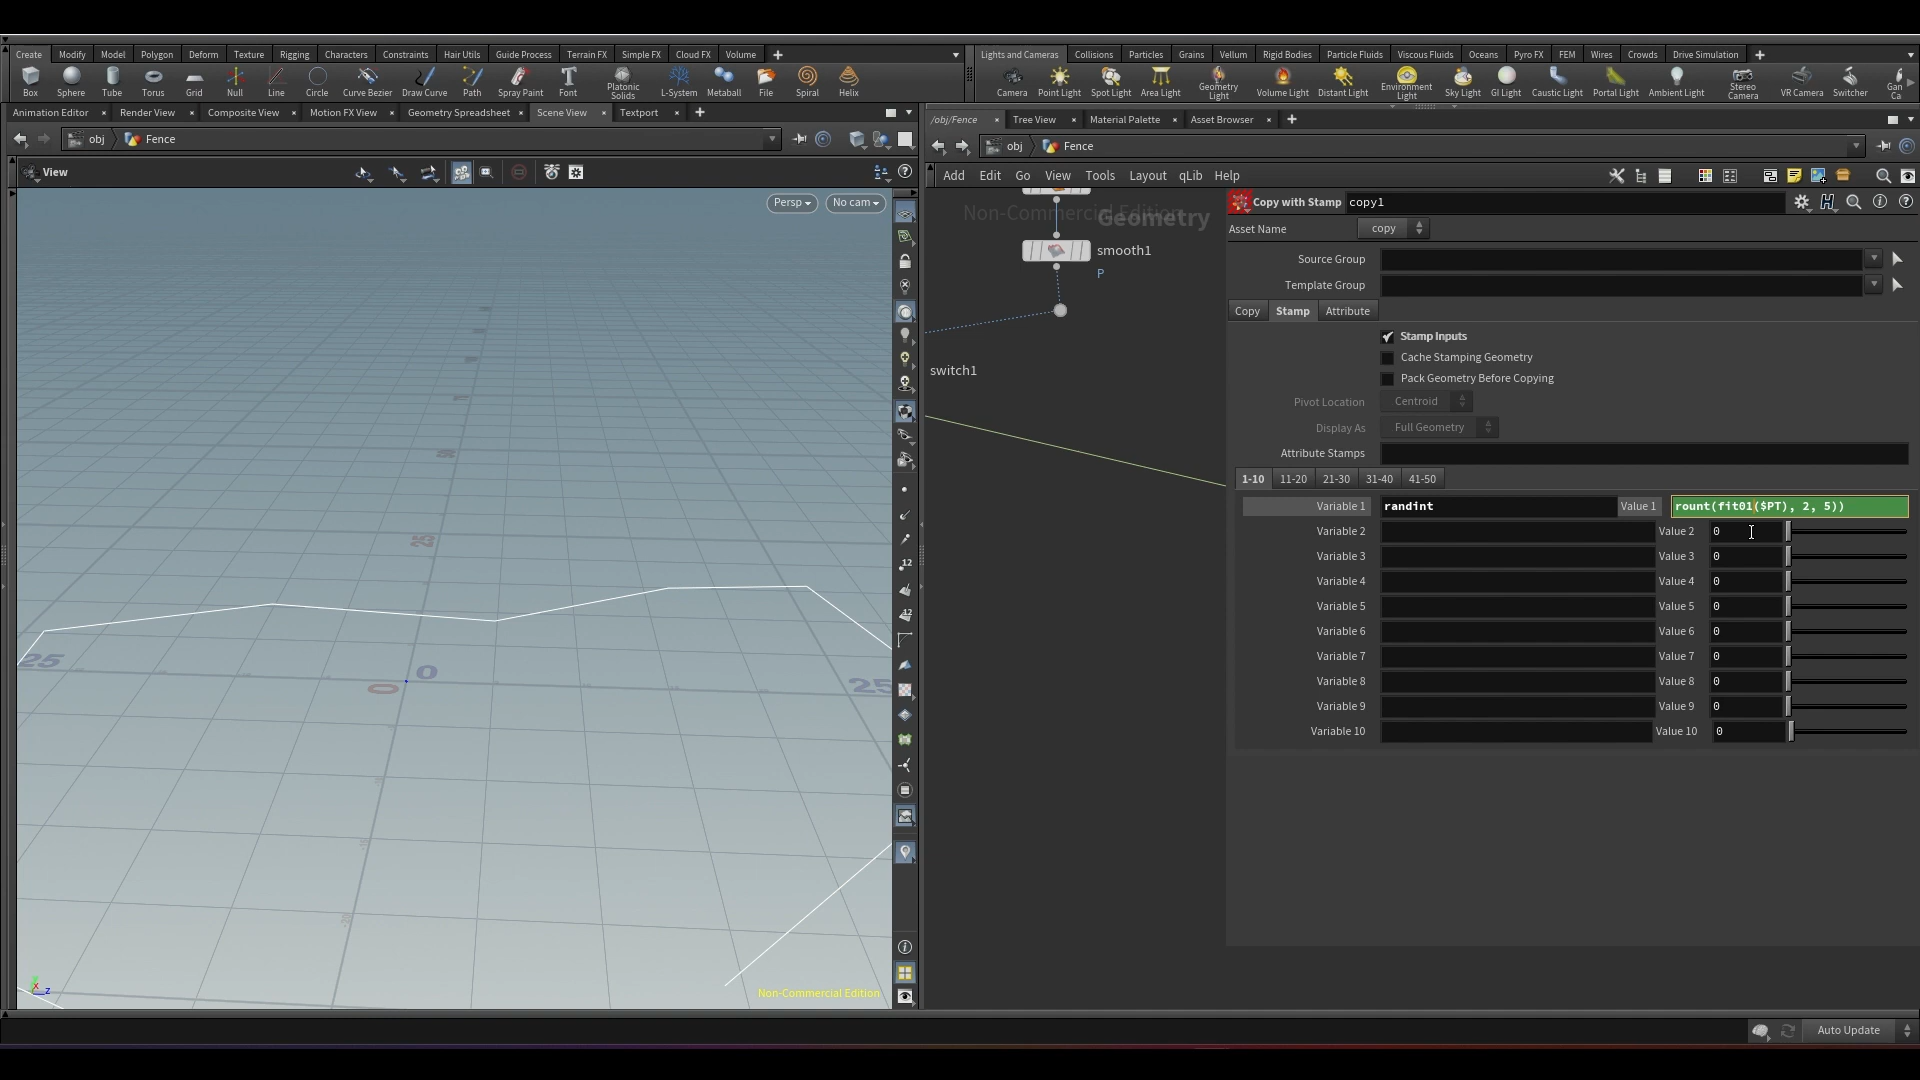 Create Modify Model Polygon Deform Texture Rigging Characters Constraints Hair Utils Guide Process Terrain FX Simple FX Cloud FX Volume
Lights and Cameras Collisions Particles Grains Vellum Rigid Bodies Particle Fluids Viscous Fluids Oceans Pyro FX FEM Wires Crowds Drive Simulation
Box Sphere Tube Torus Grid Null Line Circle Curve Bezier Draw Curve Path Spray Paint Font Platonic Solids L-System Metaball File Spiral Helix
Camera Point Light Spot Light Area Light Geometry Light Volume Light Distant Light Environment Light Sky Light GI Light Caustic Light Portal Light Ambient Light Stereo Camera VR Camera Switcher
Animation Editor Render View Composite View Motion FX View Geometry Spreadsheet Scene View Textport
/obj/Fence Tree View Material Palette Asset Browser
obj Fence
obj Fence
View
Add Edit Go View Tools Layout qLib Help
Persp No cam
Non-Commercial Edition
Geometry
smooth1
P
switch1
Copy with Stamp copy1
Asset Name copy
Source Group
Template Group
Copy Stamp Attribute
Stamp Inputs
Cache Stamping Geometry
Pack Geometry Before Copying
Pivot Location Centroid
Display As Full Geometry
Attribute Stamps
1-10 11-20 21-30 31-40 41-50
Variable 1 randint Value 1 rount(fit01($PT), 2, 5))
Variable 2 Value 2 0
Variable 3 Value 3 0
Variable 4 Value 4 0
Variable 5 Value 5 0
Variable 6 Value 6 0
Variable 7 Value 7 0
Variable 8 Value 8 0
Variable 9 Value 9 0
Variable 10 Value 10 0
25
25 0 25
0
12
12
x z
Non-Commercial Edition
Auto Update